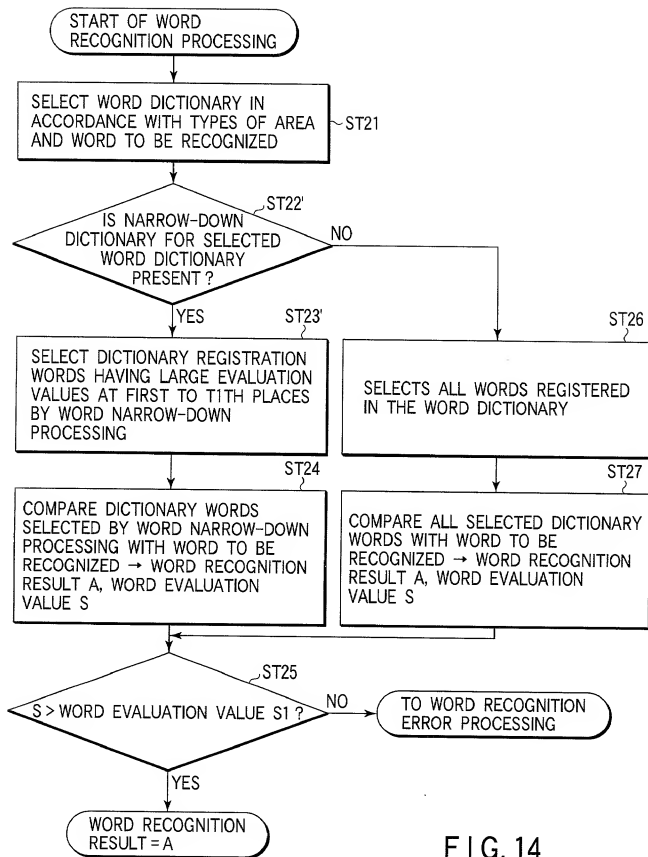 START OF WORD
RECOGNITION PROCESSING
SELECT WORD DICTIONARY IN
ACCORDANCE WITH TYPES OF AREA
AND WORD TO BE RECOGNIZED
ST21
ST22'
IS NARROW-DOWN
DICTIONARY FOR SELECTED
WORD DICTIONARY
PRESENT ?
NO
YES
ST23'
SELECT DICTIONARY REGISTRATION
WORDS HAVING LARGE EVALUATION
VALUES AT FIRST TO T1TH PLACES
BY WORD NARROW-DOWN
PROCESSING
ST26
SELECTS ALL WORDS REGISTERED
IN THE WORD DICTIONARY
ST24
COMPARE DICTIONARY WORDS
SELECTED BY WORD NARROW-DOWN
PROCESSING WITH WORD TO BE
RECOGNIZED → WORD RECOGNITION
RESULT A, WORD EVALUATION
VALUE S
ST27
COMPARE ALL SELECTED DICTIONARY
WORDS WITH WORD TO BE
RECOGNIZED → WORD RECOGNITION
RESULT A, WORD EVALUATION
VALUE S
ST25
S > WORD EVALUATION VALUE S1 ?
NO
TO WORD RECOGNITION
ERROR PROCESSING
YES
WORD RECOGNITION
RESULT = A
FIG. 14